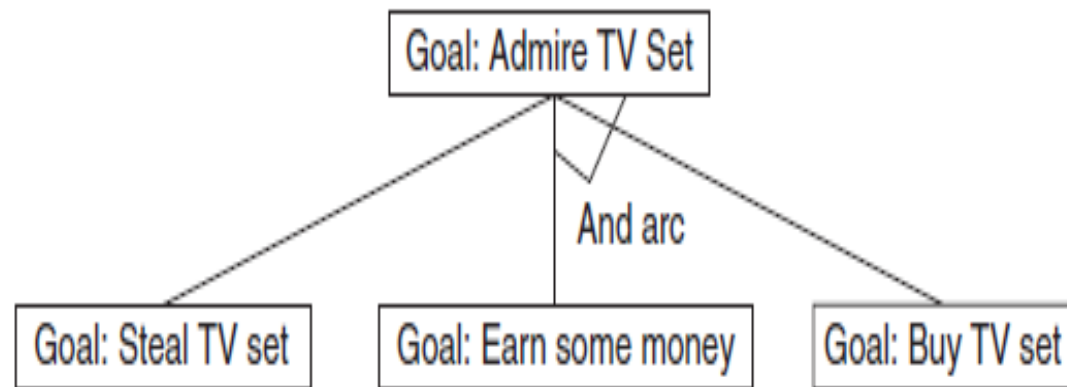 Goal: Admire TV Set
And arc
Goal: Steal TV set
Goal: Earn some money
Goal: Buy TV set